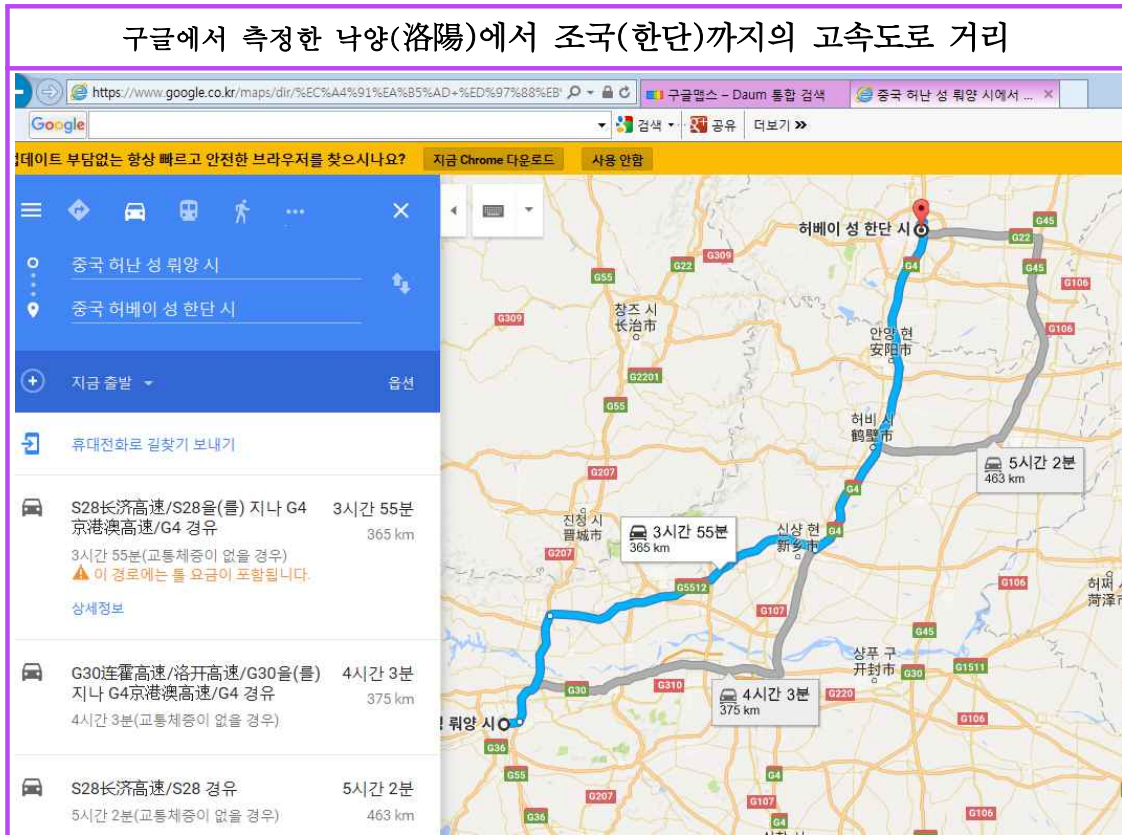 구글에서 측정한 낙양(洛陽)에서 조국(한단)까지의 고속도로 거리
https://www.google.co.kr/maps/dir/%EC%A4%91%EA%B5%AD+%ED%97%88%EB
구글맵스 – Daum 통합 검색
중국 허난 성 뤄양 시에서 ...
Google
검색
공유
더보기 »
데이트 부담없는 항상 빠르고 안전한 브라우저를 찾으시나요?
지금 Chrome 다운로드
사용 안함
중국 허난 성 뤄양 시
중국 허베이 성 한단 시
지금 출발
옵션
휴대전화로 길찾기 보내기
S28长济高速/S28을(를) 지나 G4 3시간 55분
京港澳高速/G4 경유 365 km
3시간 55분(교통체증이 없을 경우)
이 경로에는 톨 요금이 포함됩니다.
상세정보
G30连霍高速/洛开高速/G30을(를) 4시간 3분
지나 G4京港澳高速/G4 경유 375 km
4시간 3분(교통체증이 없을 경우)
S28长济高速/S28 경유 5시간 2분
5시간 2분(교통체증이 없을 경우) 463 km
허베이 성 한단 시
G45
G22
G4
G309
G22
G45
G55
G106
창즈 시
长治市
G309
G106
안양 현
安阳市
G2201
G55
허비 시
鹤壁市
5시간 2분
463 km
G207
G4
진청 시
晋城市
3시간 55분
365 km
신샹 현
新乡市
G4
G207
G5512
G106
허쩌 시
菏泽市
G107
G45
샹푸 구
开封市
G30
G1511
G30
G310
4시간 3분
375 km
G220
G106
뤄양 시
G36
G55
G4
G207
G107
G106
G36
G4